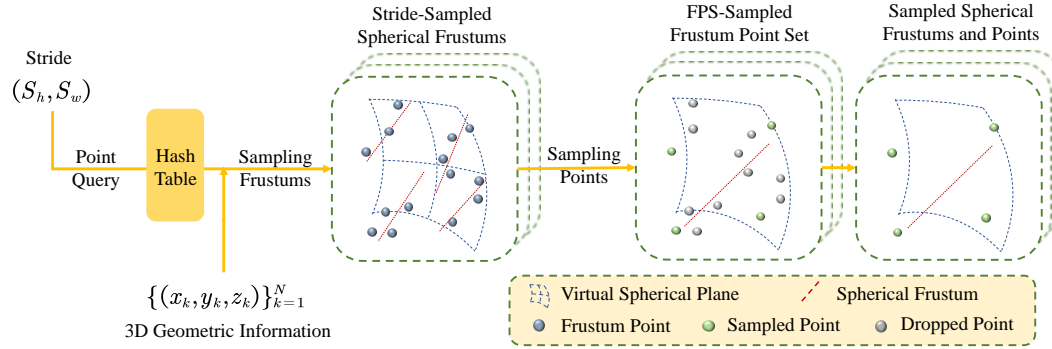 Stride
(S_h, S_w)
Point
Query
Hash
Table
Sampling
Frustums
{(x_k, y_k, z_k)}_{k=1}^N
3D Geometric Information
Stride-Sampled
Spherical Frustums
Sampling
Points
FPS-Sampled
Frustum Point Set
Sampled Spherical
Frustums and Points
Virtual Spherical Plane
Spherical Frustum
Frustum Point
Sampled Point
Dropped Point